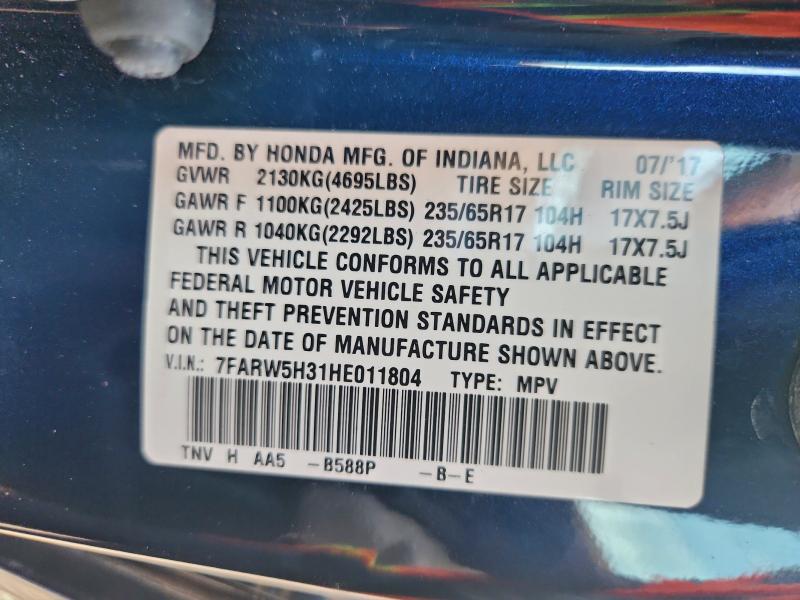 MFD. BY HONDA MFG. OF INDIANA, LLC 07/'17
GVWR 2130KG(4695LBS) TIRE SIZE RIM SIZE
GAWR F 1100KG(2425LBS) 235/65R17 104H 17X7.5J
GAWR R 1040KG(2292LBS) 235/65R17 104H 17X7.5J
THIS VEHICLE CONFORMS TO ALL APPLICABLE
FEDERAL MOTOR VEHICLE SAFETY
AND THEFT PREVENTION STANDARDS IN EFFECT
ON THE DATE OF MANUFACTURE SHOWN ABOVE.
V.I.N.: 7FARW5H31HE011804 TYPE: MPV
TNV H AA5 -B588P -B-E